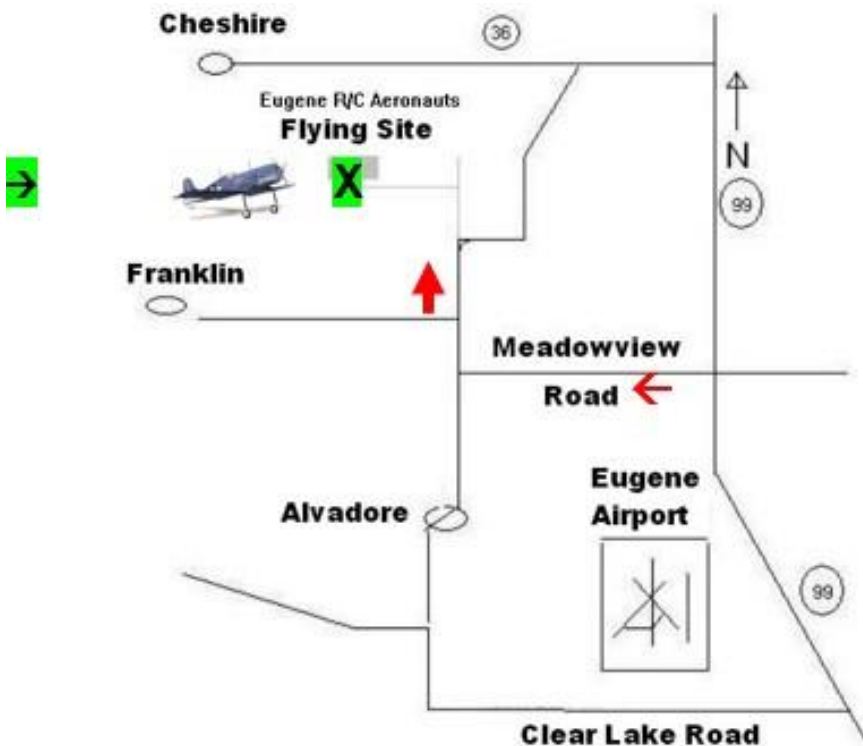 Cheshire
36
Eugene R/C Aeronauts
Flying Site
→
X
N
99
Franklin
Meadowview
Road
Eugene
Airport
Alvadore
99
Clear Lake Road